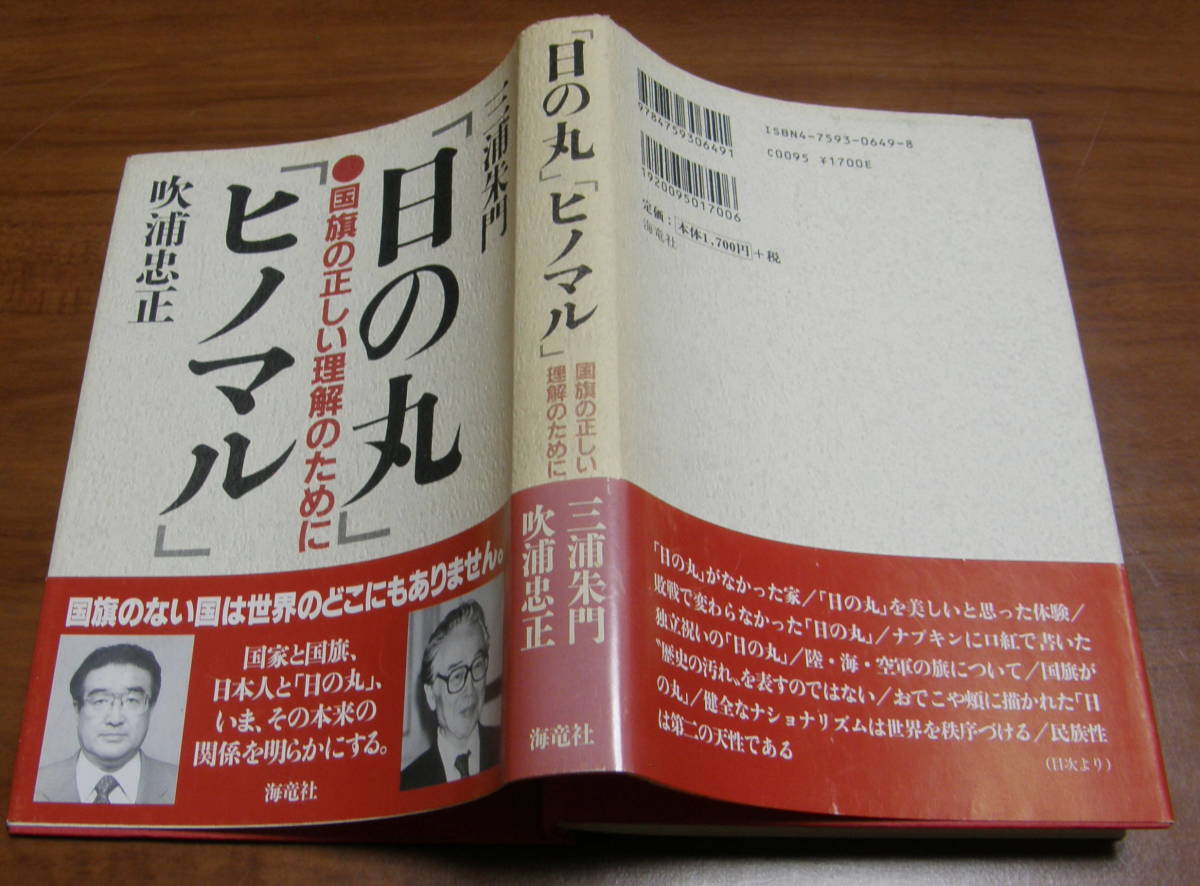 三浦朱門
「日の丸」
●国旗の正しい理解のために
「ヒノマル」
吹浦忠正
国旗のない国は世界のどこにもありません。
国家と国旗、
日本人と「日の丸」、
いま、その本来の
関係を明らかにする。
海竜社
「日の丸」「ヒノマル」
国旗の正しい
理解のために
三浦朱門
吹浦忠正
海竜社
9784759306491
ISBN4-7593-0649-8
C0095 ¥1700E
1920095017006
定価：本体1,700円+税
海竜社
「日の丸」がなかった家/「日の丸」を美しいと思った体験/
敗戦で変わらなかった「日の丸」/ナプキンに口紅で書いた
独立祝いの「日の丸」/陸・海・空軍の旗について/国旗が
〝歴史の汚れ〟を表すのではない/おでこや頬に描かれた「日
の丸」/健全なナショナリズムは世界を秩序づける/民族性
は第二の天性である
(目次より)